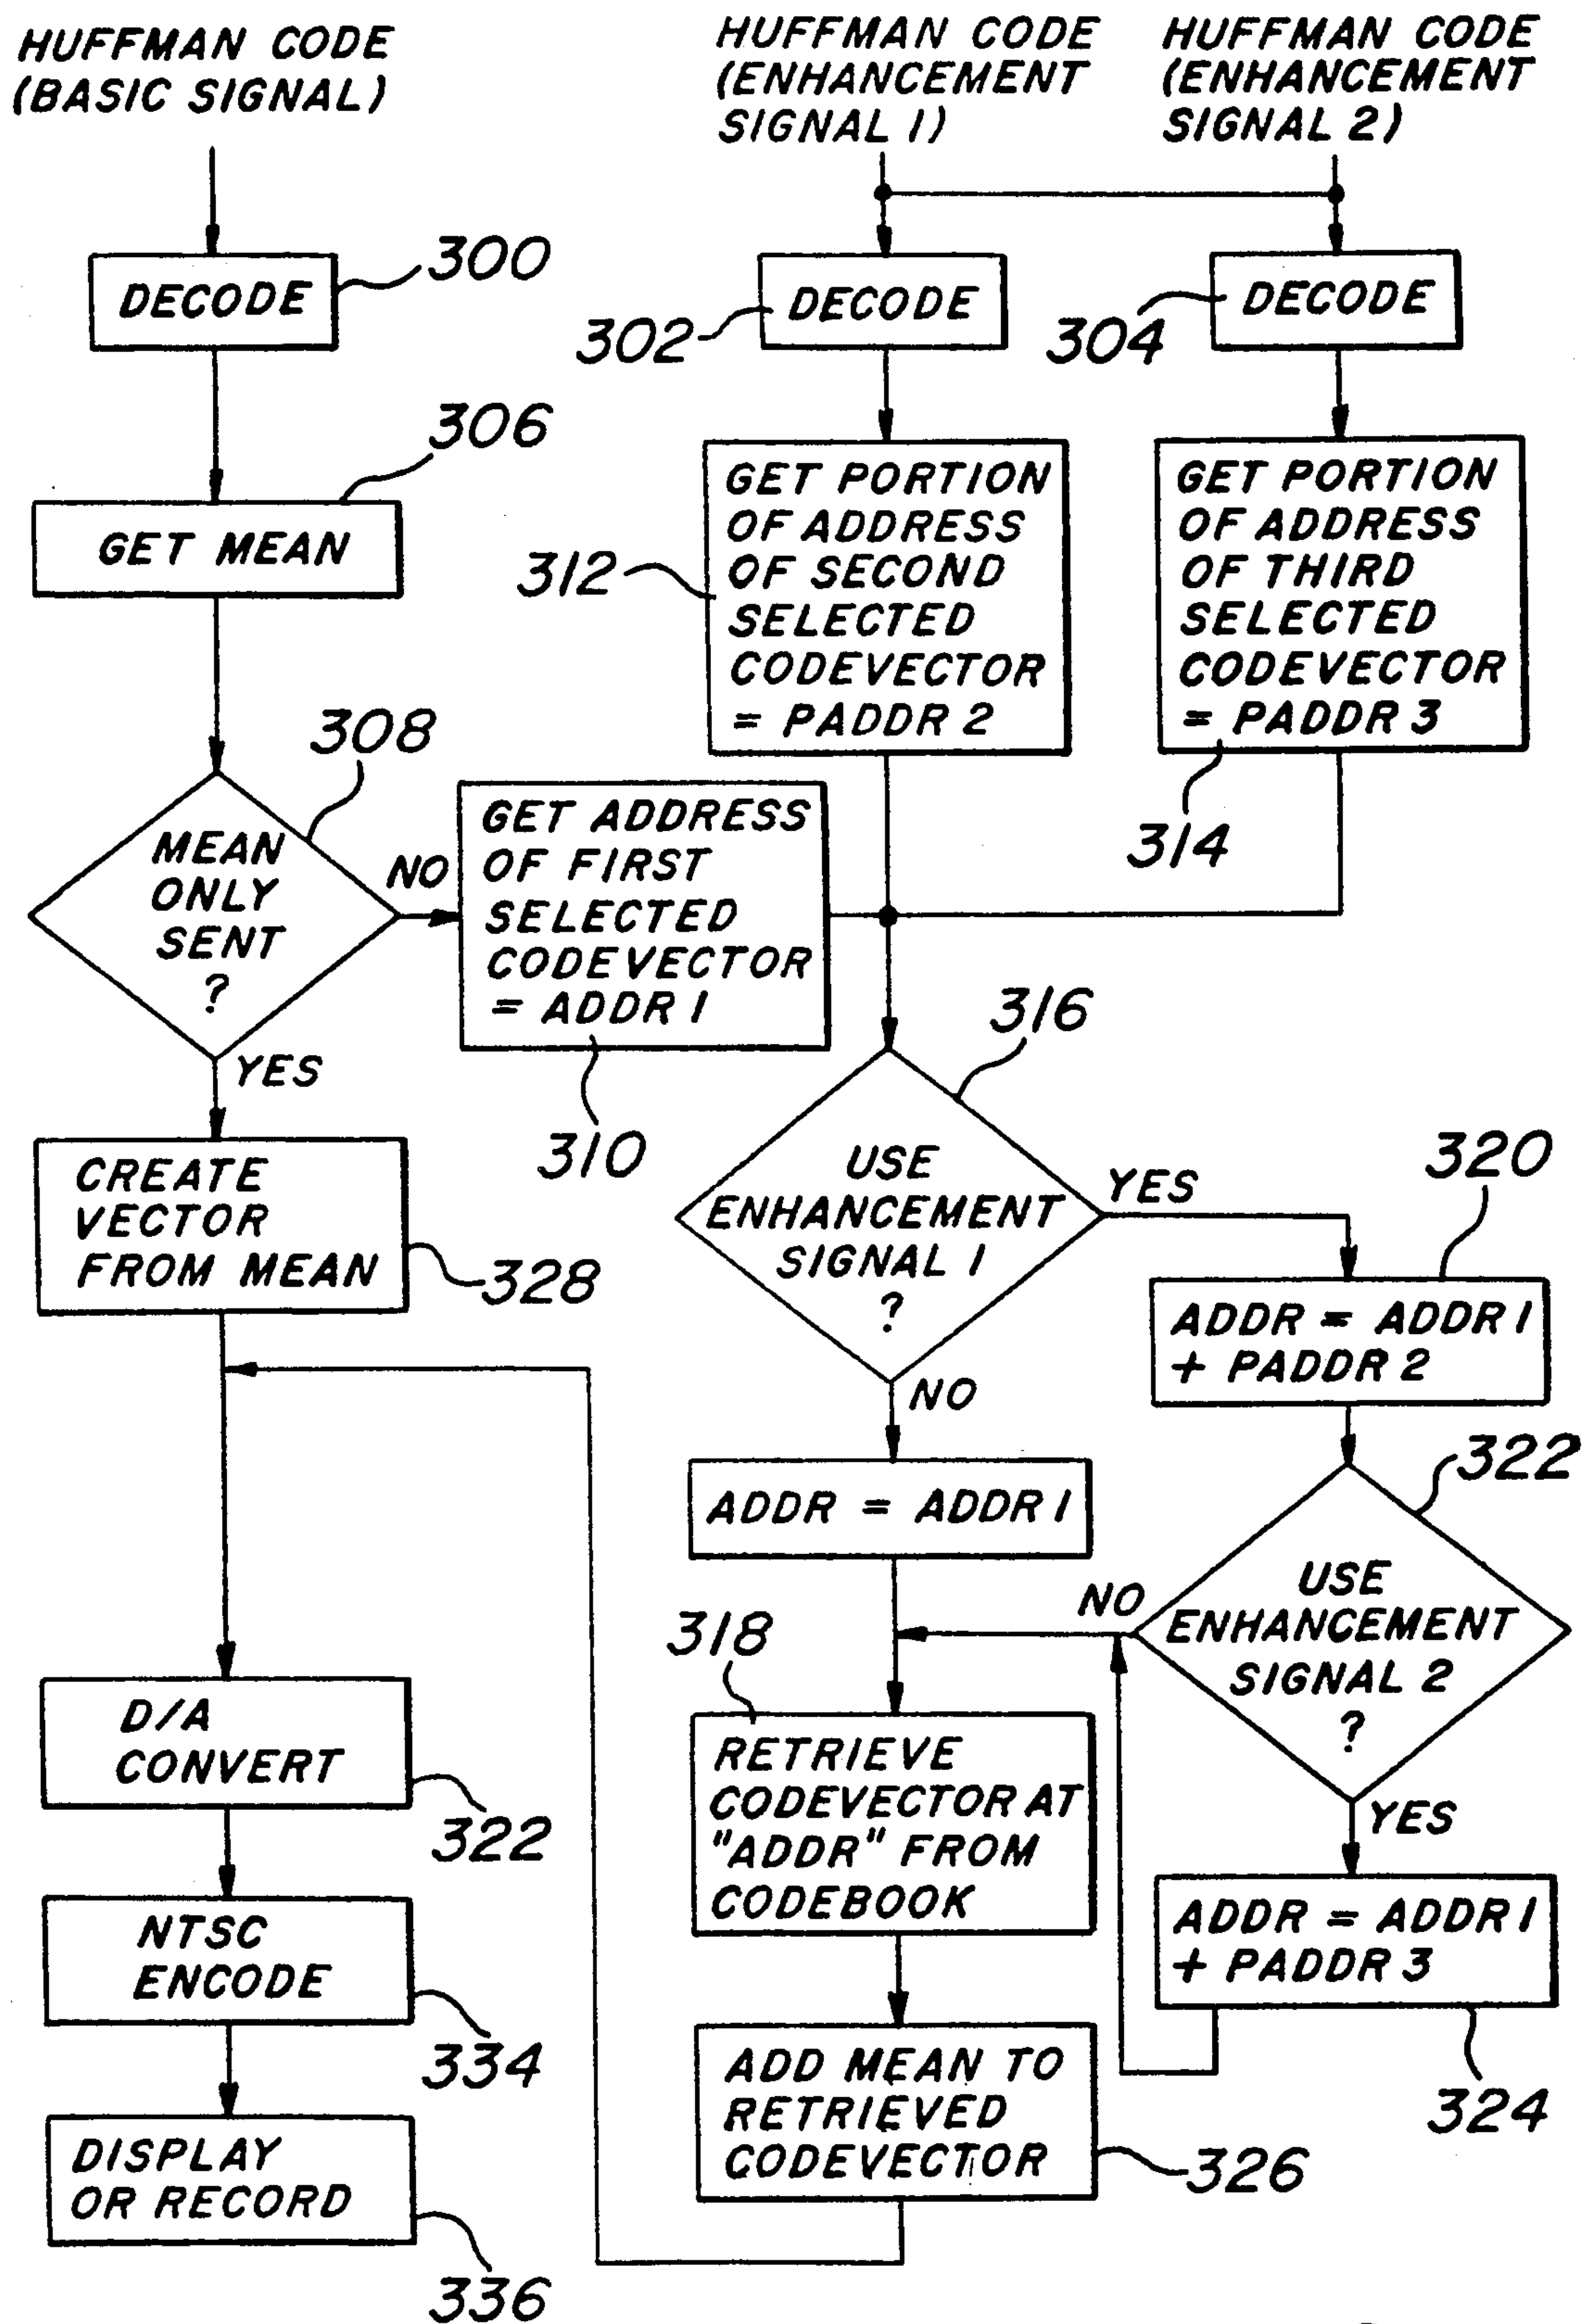 HUFFMAN CODE
(BASIC SIGNAL)
HUFFMAN CODE
(ENHANCEMENT
SIGNAL 1)
HUFFMAN CODE
(ENHANCEMENT
SIGNAL 2)
DECODE
300
DECODE
302
DECODE
304
306
GET MEAN
GET PORTION
OF ADDRESS
OF SECOND
SELECTED
CODEVECTOR
= PADDR 2
312
GET PORTION
OF ADDRESS
OF THIRD
SELECTED
CODEVECTOR
= PADDR 3
314
308
MEAN
ONLY
SENT
?
NO
YES
GET ADDRESS
OF FIRST
SELECTED
CODEVECTOR
= ADDR 1
310
316
USE
ENHANCEMENT
SIGNAL 1
?
YES
NO
320
ADDR = ADDR 1
+ PADDR 2
CREATE
VECTOR
FROM MEAN
328
ADDR = ADDR 1
322
USE
ENHANCEMENT
SIGNAL 2
?
NO
YES
318
RETRIEVE
CODEVECTOR AT
"ADDR" FROM
CODEBOOK
ADDR = ADDR 1
+ PADDR 3
324
D/A
CONVERT
322
NTSC
ENCODE
334
ADD MEAN TO
RETRIEVED
CODEVECTOR
326
DISPLAY
OR RECORD
336